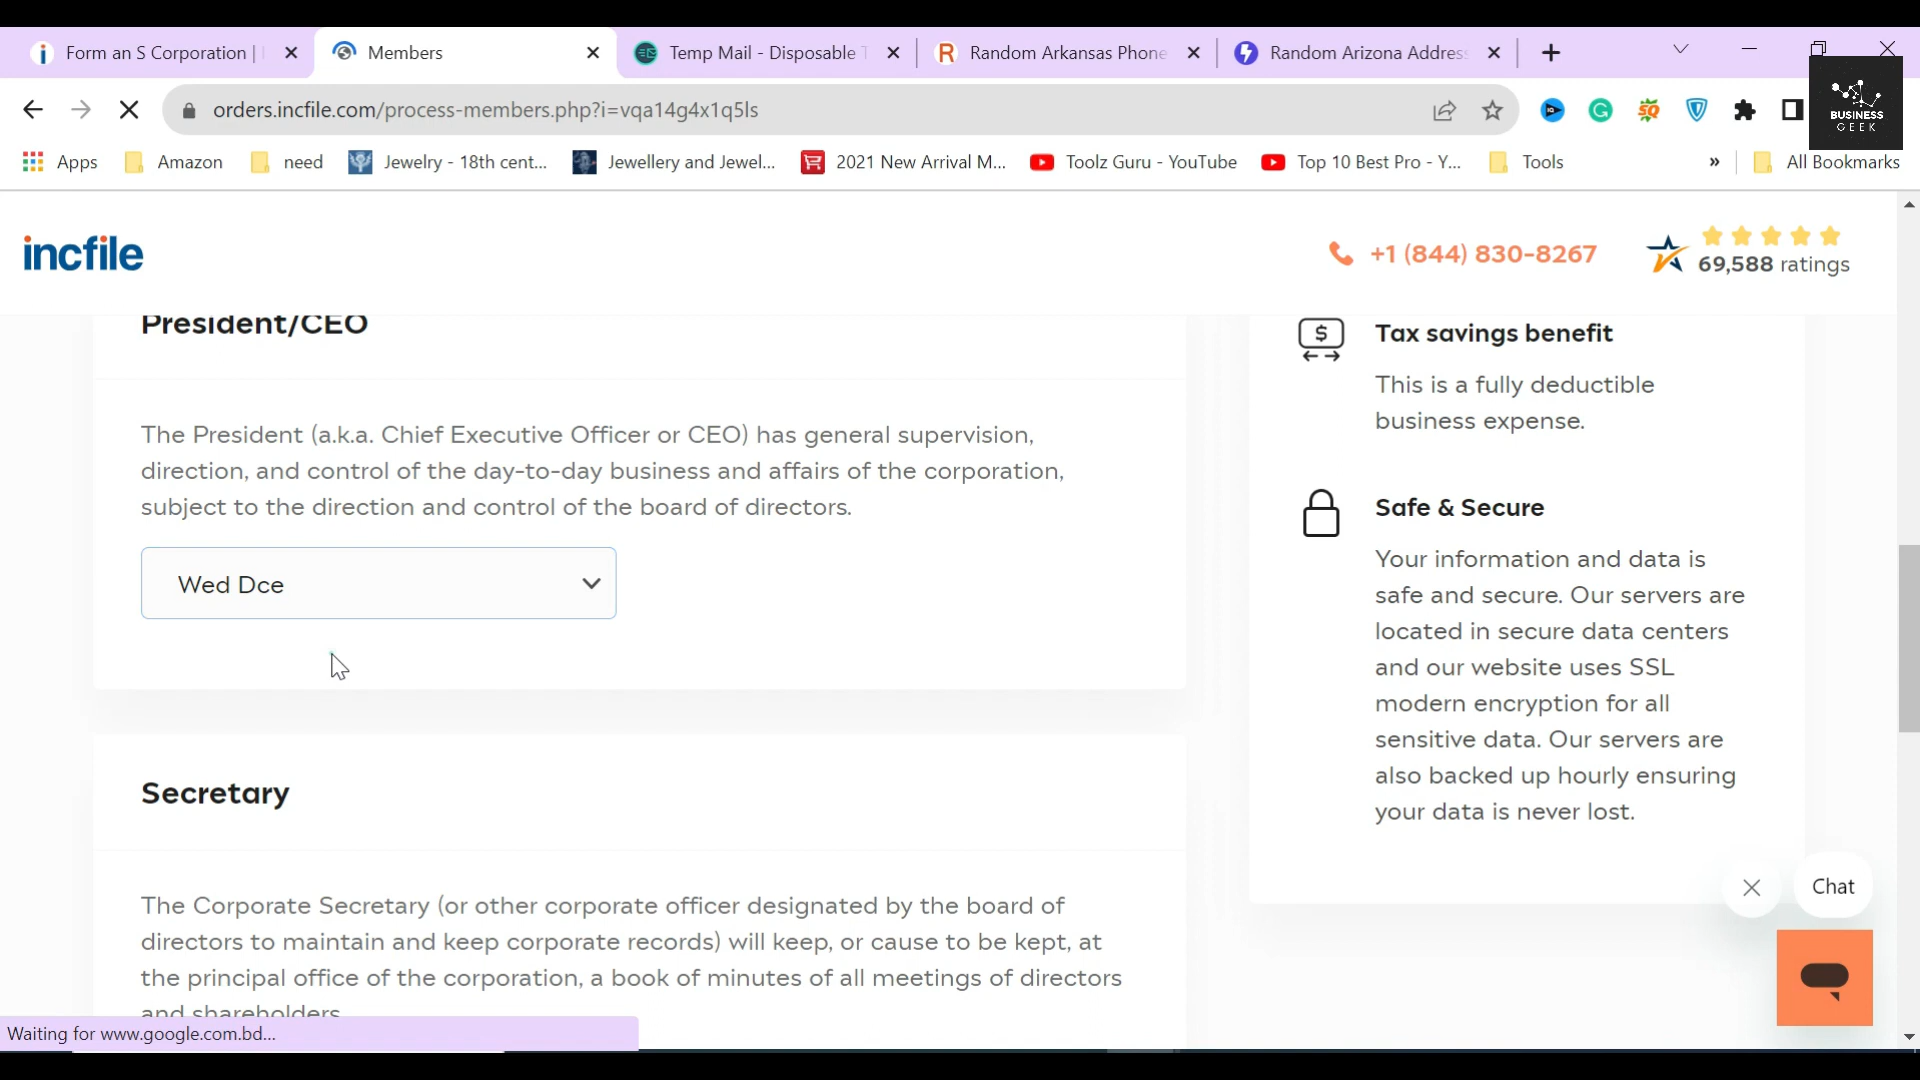 Form an S Corporation |
Members
Temp Mail - Disposable
Random Arkansas Phone
Random Arizona Address
orders.incfile.com/process-members.php?i=vqa14g4x1q5ls
BUSINESS
GEEK
Apps
Amazon
need
Jewelry - 18th cent...
Jewellery and Jewel...
2021 New Arrival M...
Toolz Guru - YouTube
Top 10 Best Pro - Y...
Tools
»
All Bookmarks
incfile
+1 (844) 830-8267
69,588 ratings
President/CEO
The President (a.k.a. Chief Executive Officer or CEO) has general supervision,
direction, and control of the day-to-day business and affairs of the corporation,
subject to the direction and control of the board of directors.
Wed Dce
Secretary
The Corporate Secretary (or other corporate officer designated by the board of
directors to maintain and keep corporate records) will keep, or cause to be kept, at
the principal office of the corporation, a book of minutes of all meetings of directors
and shareholders.
Tax savings benefit
This is a fully deductible
business expense.
Safe & Secure
Your information and data is
safe and secure. Our servers are
located in secure data centers
and our website uses SSL
modern encryption for all
sensitive data. Our servers are
also backed up hourly ensuring
your data is never lost.
Chat
Waiting for www.google.com.bd...